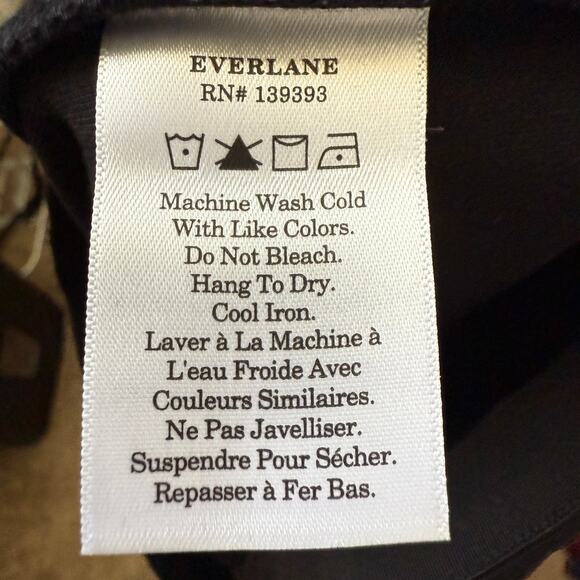 EVERLANE
RN# 139393
Machine Wash Cold
With Like Colors.
Do Not Bleach.
Hang To Dry.
Cool Iron.
Laver à La Machine à
L'eau Froide Avec
Couleurs Similaires.
Ne Pas Javelliser.
Suspendre Pour Sécher.
Repasser à Fer Bas.